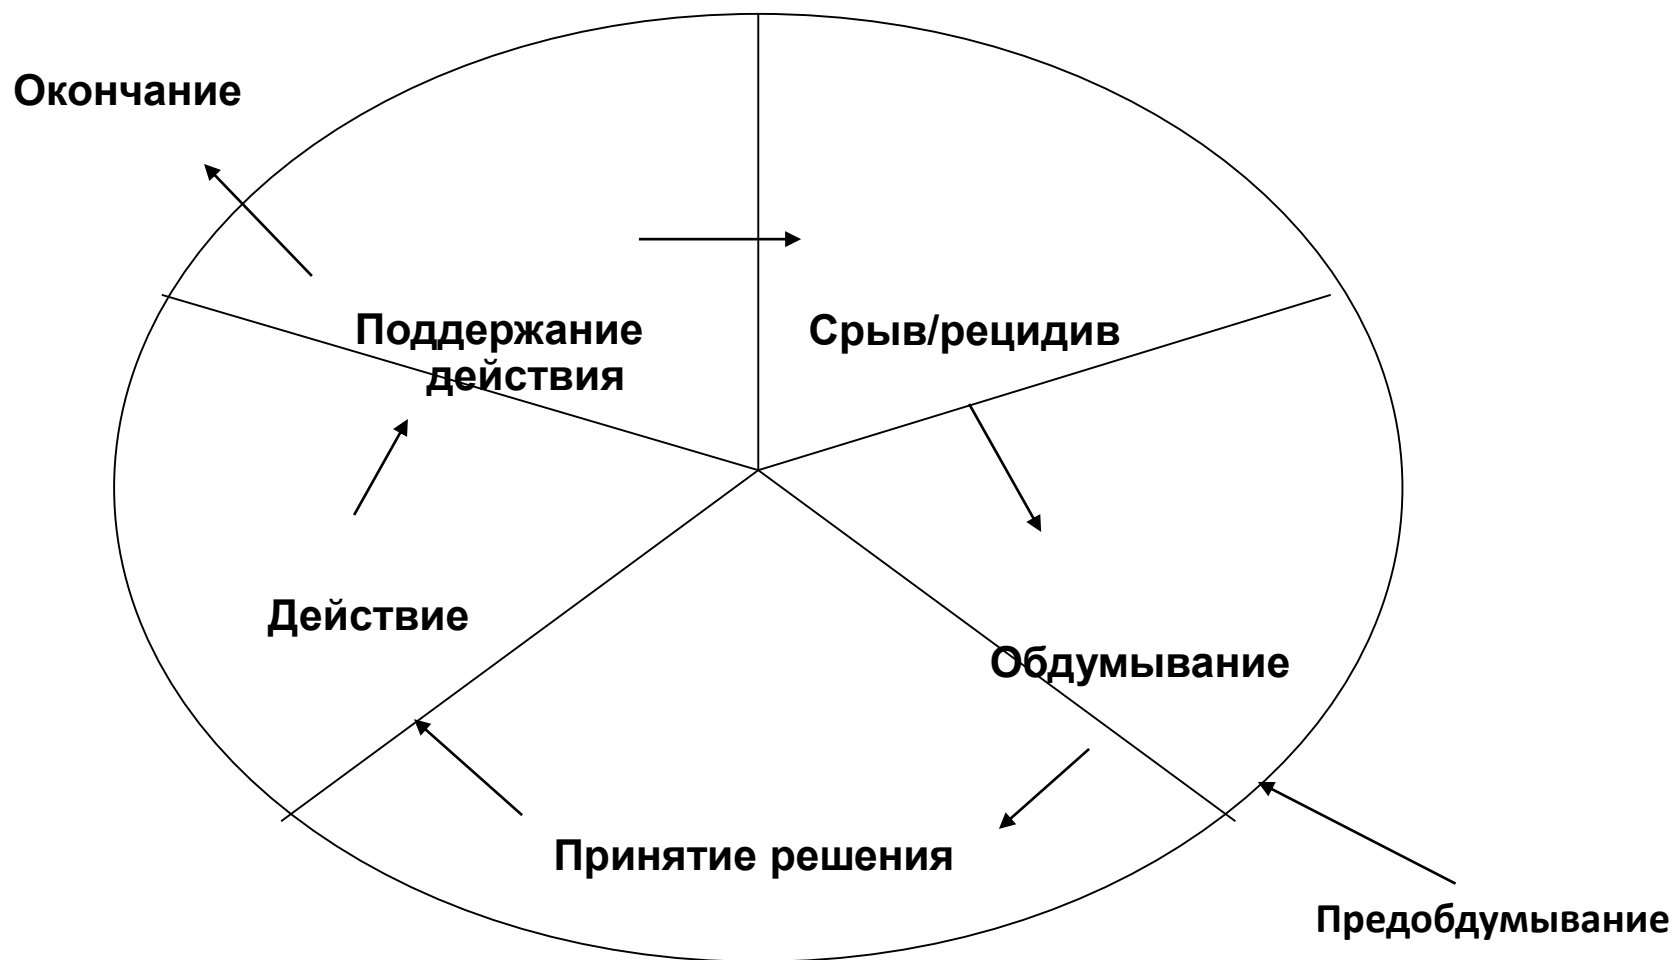 Окончание
Поддержание
действия
Срыв/рецидив
Действие
Обдумывание
Принятие решения
Предобдумывание